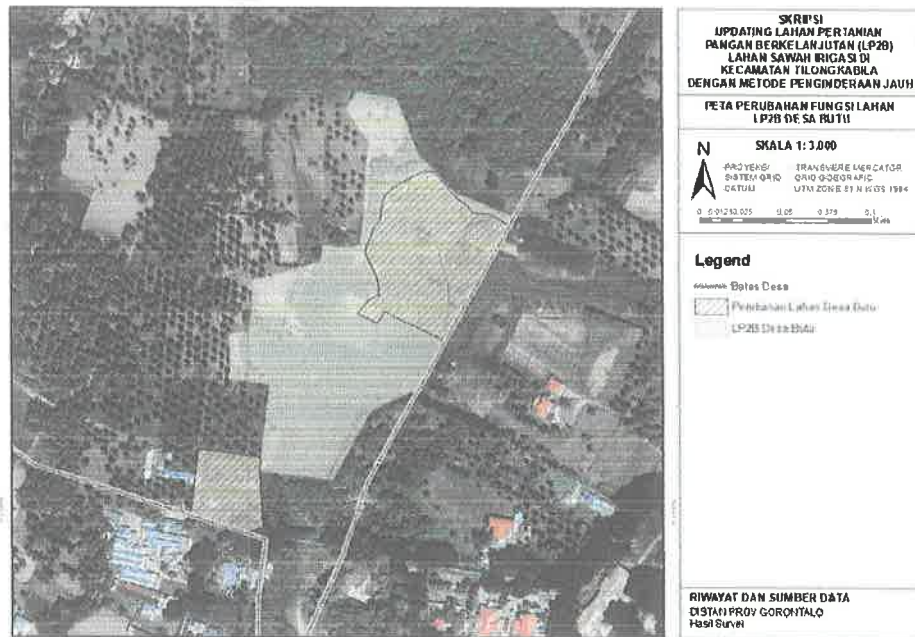 SKRIPSI
UPDATING LAHAN PERTANIAN
PANGAN BERKELANJUTAN (LP2B)
LAHAN SAWAH IRIGASI DI
KECAMATAN TILONGKABILA
DENGAN METODE PENGINDERAAN JAUH
PETA PERUBAHAN FUNGSI LAHAN
LP2B DESA BUTU
N
SKALA 1:3.000
PROYEKSI TRANSVERE MERCATOR
SISTEM GRID GRID GOEGRAFIC
DATUM UTM ZONE 51 N WGS 1984
Legend
Batas Desa
Perubahan Lahan Desa Butu
LP2B Desa Butu
RIWAYAT DAN SUMBER DATA
DISTAN PROV GORONTALO
Hasil Survei